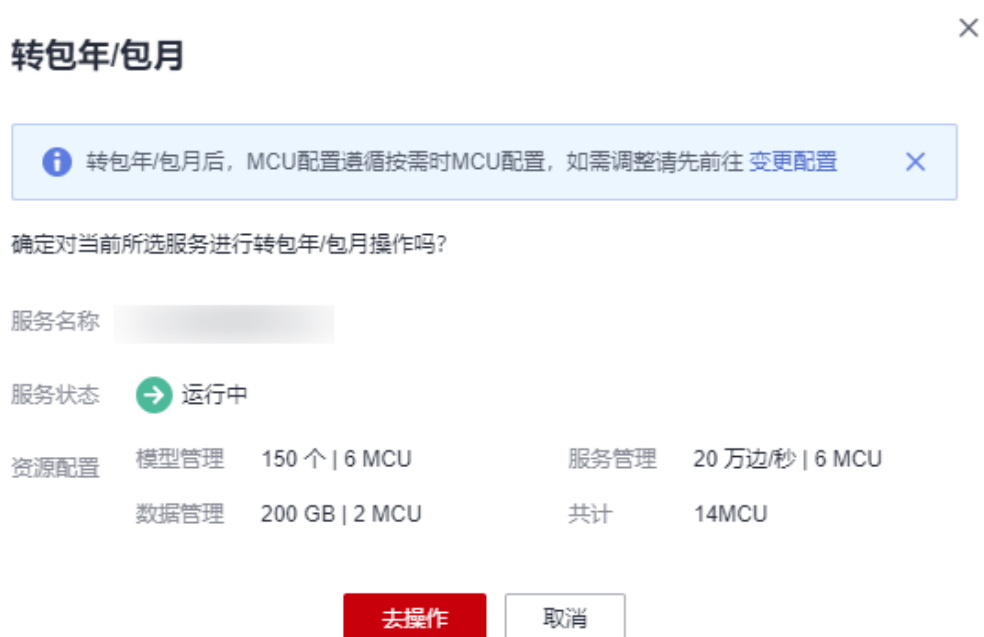 转包年/包月
转包年/包月后，MCU配置遵循按需时MCU配置，如需调整请先前往 变更配置
确定对当前所选服务进行转包年/包月操作吗？
服务名称
服务状态 运行中
资源配置 模型管理 150 个 | 6 MCU 服务管理 20 万边/秒 | 6 MCU
数据管理 200 GB | 2 MCU 共计 14MCU
去操作 取消